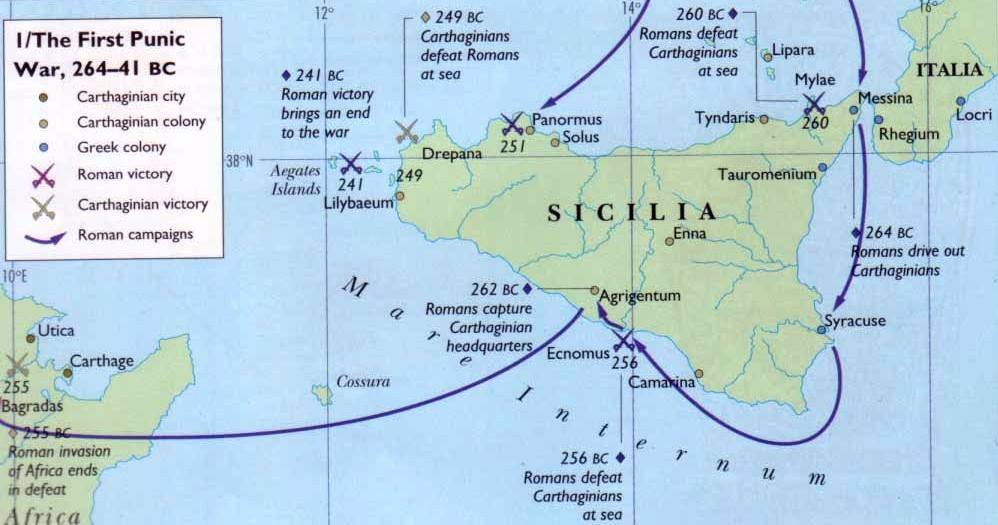 1/The First Punic
War, 264–41 BC
Carthaginian city
Carthaginian colony
Greek colony
Roman victory
Carthaginian victory
Roman campaigns
12°
14°
16°
249 BC
Carthaginians
defeat Romans
at sea
260 BC
Romans defeat
Carthaginians
at sea
241 BC
Roman victory
brings an end
to the war
Lipara
ITALIA
Mylae
260
Messina
Locri
Rhegium
Tyndaris
Panormus
251
Solus
Drepana
38°N
Aegates
Islands
241
249
Lilybaeum
Tauromenium
SICILIA
Enna
264 BC
Romans drive out
Carthaginians
10°E
262 BC
Romans capture
Carthaginian
headquarters
Agrigentum
Syracuse
Ecnomus
256
Camarina
Mare Internum
Utica
Carthage
255
Bagradas
Cossura
255 BC
Roman invasion
of Africa ends
in defeat
Africa
256 BC
Romans defeat
Carthaginians
at sea